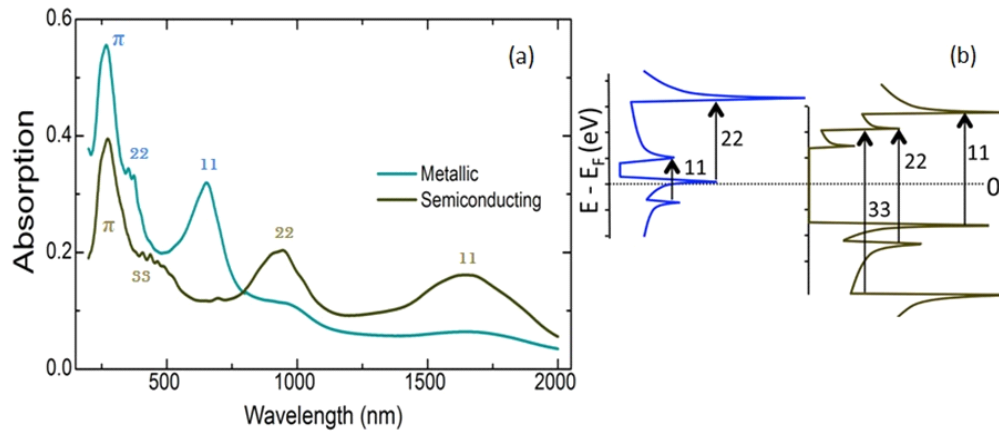 (a)
0.6
0.4
0.2
0.0
Absorption
π
22
11
π
33
22
11
Metallic
Semiconducting
500
1000
1500
2000
Wavelength (nm)
(b)
E - E_F (eV)
11
22
33
22
11
0